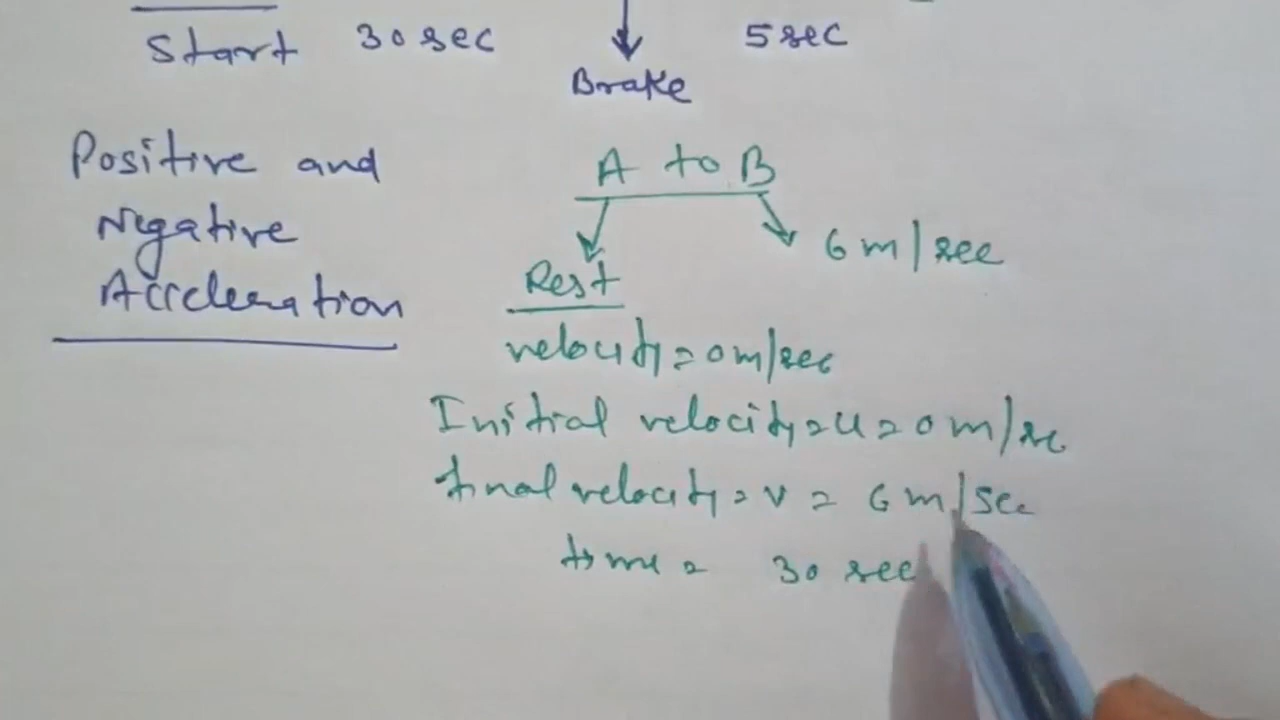 Start 30 sec 5 sec
Brake
Positive and
Negative
Acceleration
A to B
6 m/sec
Rest
velocity = 0 m/sec
Initial velocity = u = 0 m/sec
final velocity = v = 6 m/sec
time = 30 sec